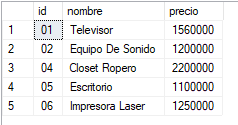 id nombre precio
1 01 Televisor 1560000
2 02 Equipo De Sonido 1200000
3 04 Closet Ropero 2200000
4 05 Escritorio 1100000
5 06 Impresora Laser 1250000